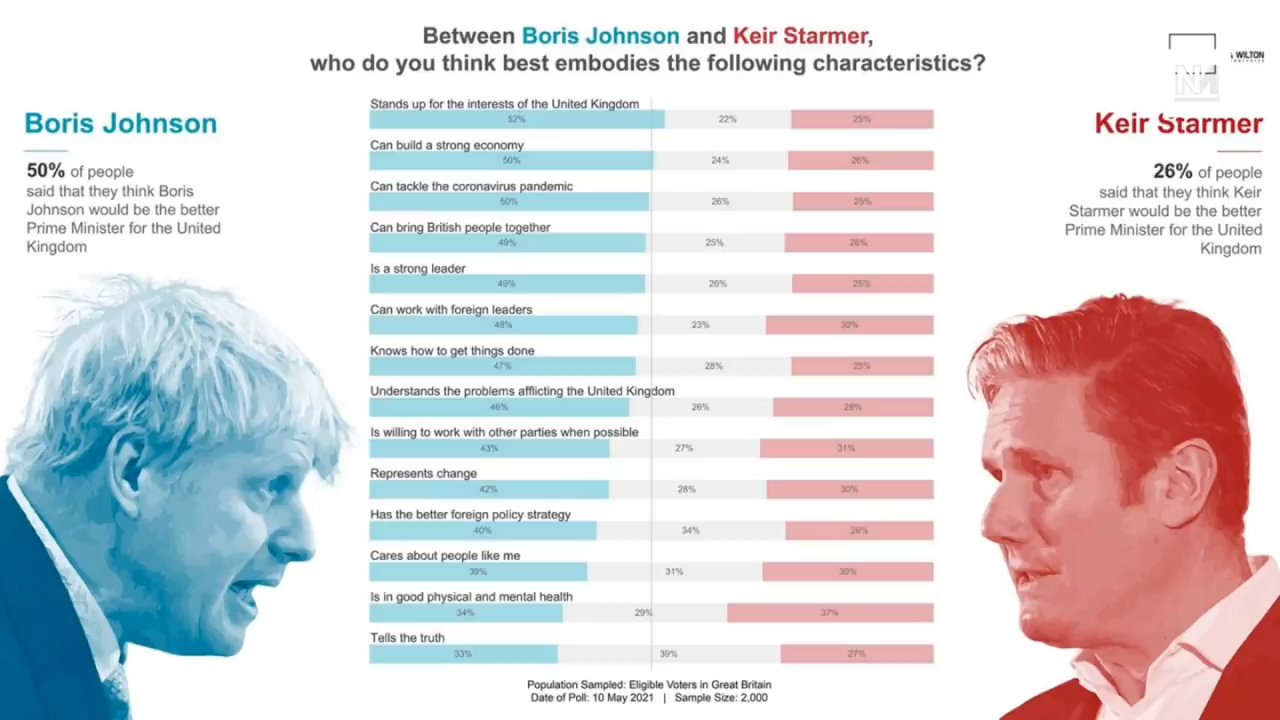 Between Boris Johnson and Keir Starmer,
who do you think best embodies the following characteristics?
WILTON
Boris Johnson
50% of people
said that they think Boris
Johnson would be the better
Prime Minister for the United
Kingdom
Keir Starmer
26% of people
said that they think Keir
Starmer would be the better
Prime Minister for the United
Kingdom
Stands up for the interests of the United Kingdom
52% 22% 25%
Can build a strong economy
50% 24% 26%
Can tackle the coronavirus pandemic
50% 26% 25%
Can bring British people together
49% 25% 26%
Is a strong leader
49% 26% 25%
Can work with foreign leaders
48% 23% 30%
Knows how to get things done
47% 28% 25%
Understands the problems afflicting the United Kingdom
46% 26% 28%
Is willing to work with other parties when possible
43% 27% 31%
Represents change
42% 28% 30%
Has the better foreign policy strategy
40% 34% 26%
Cares about people like me
39% 31% 30%
Is in good physical and mental health
34% 29% 37%
Tells the truth
33% 39% 27%
Population Sampled: Eligible Voters in Great Britain
Date of Poll: 10 May 2021 | Sample Size: 2,000